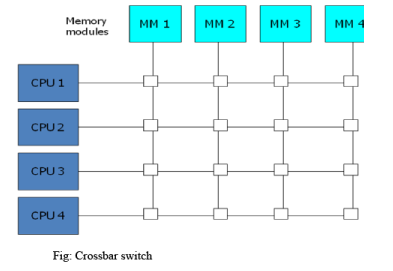 Memory
modules
MM 1
MM 2
MM 3
MM 4
CPU 1
CPU 2
CPU 3
CPU 4
Fig: Crossbar switch